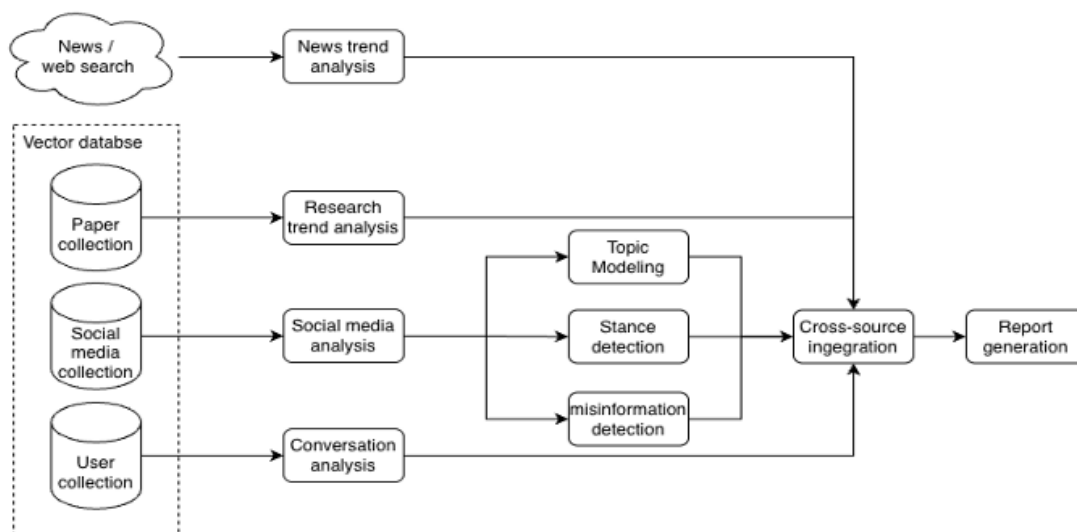 News /
web search
News trend
analysis
Vector databse
Paper
collection
Research
trend analysis
Topic
Modeling
Social
media
collection
Social media
analysis
Stance
detection
Cross-source
ingegration
Report
generation
misinformation
detection
User
collection
Conversation
analysis